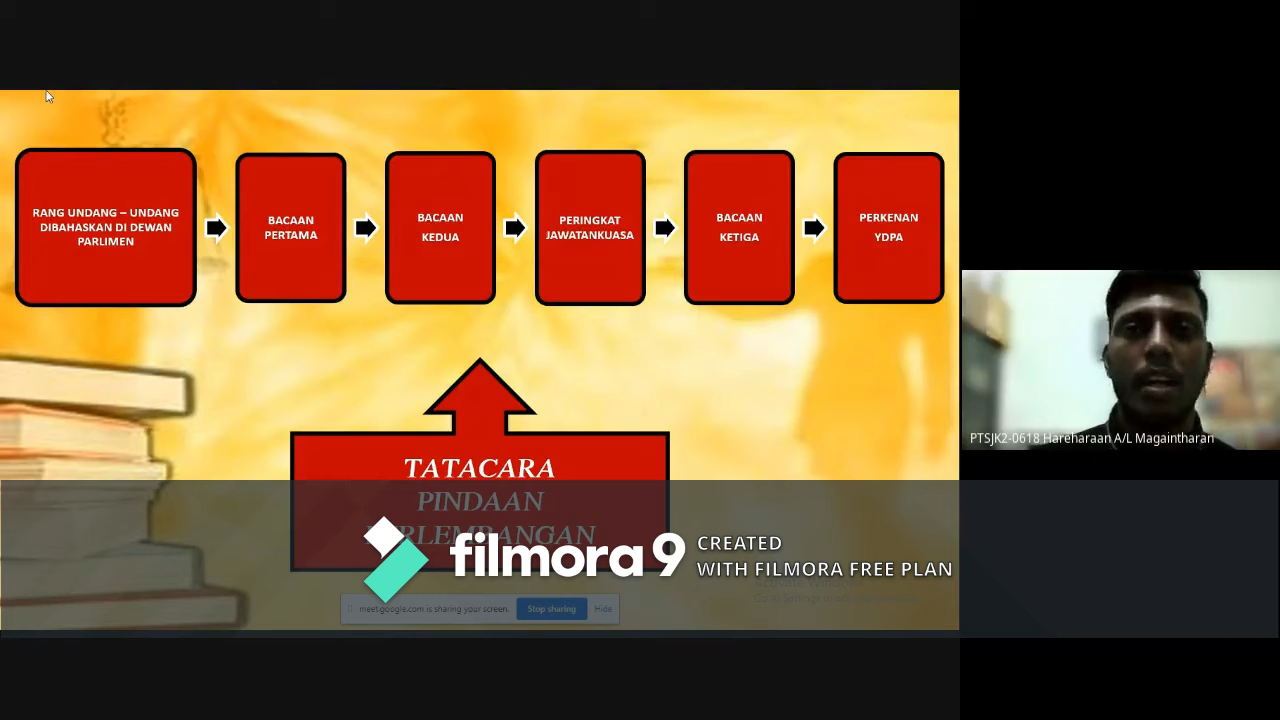 RANG UNDANG – UNDANG
DIBAHASKAN DI DEWAN
PARLIMEN
BACAAN
PERTAMA
BACAAN
KEDUA
PERINGKAT
JAWATANKUASA
BACAAN
KETIGA
PERKENAN
YDPA
TATACARA
PINDAAN
PERLEMBANGAN
filmora9
CREATED
WITH FILMORA FREE PLAN
meet.google.com is sharing your screen.
Stop sharing
Hide
PTSJK2-0618 Hareharaan A/L Magaintharan